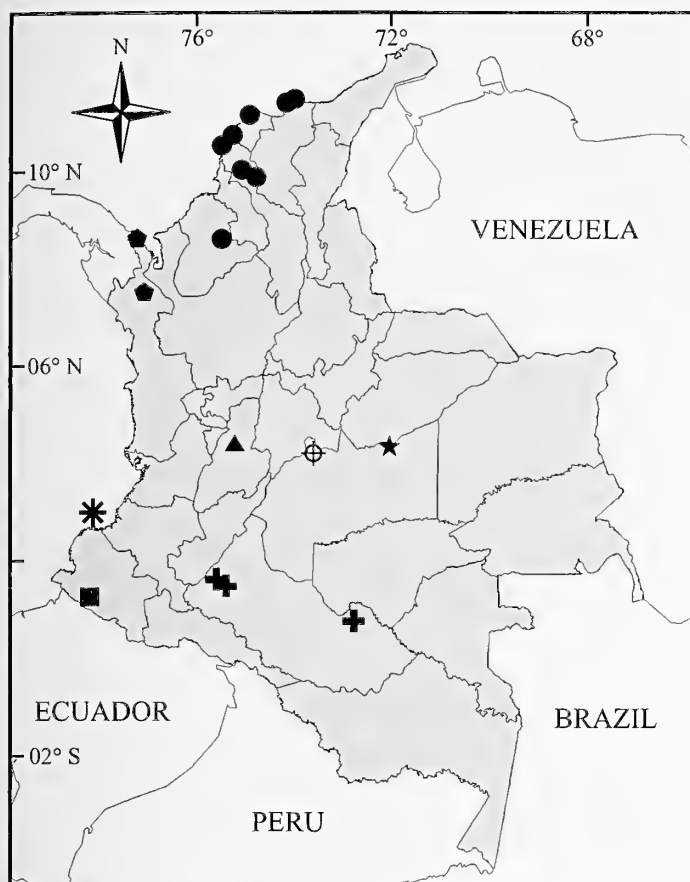 N
76°
72°
68°
10° N
VENEZUELA
06° N
ECUADOR
BRAZIL
02° S
PERU